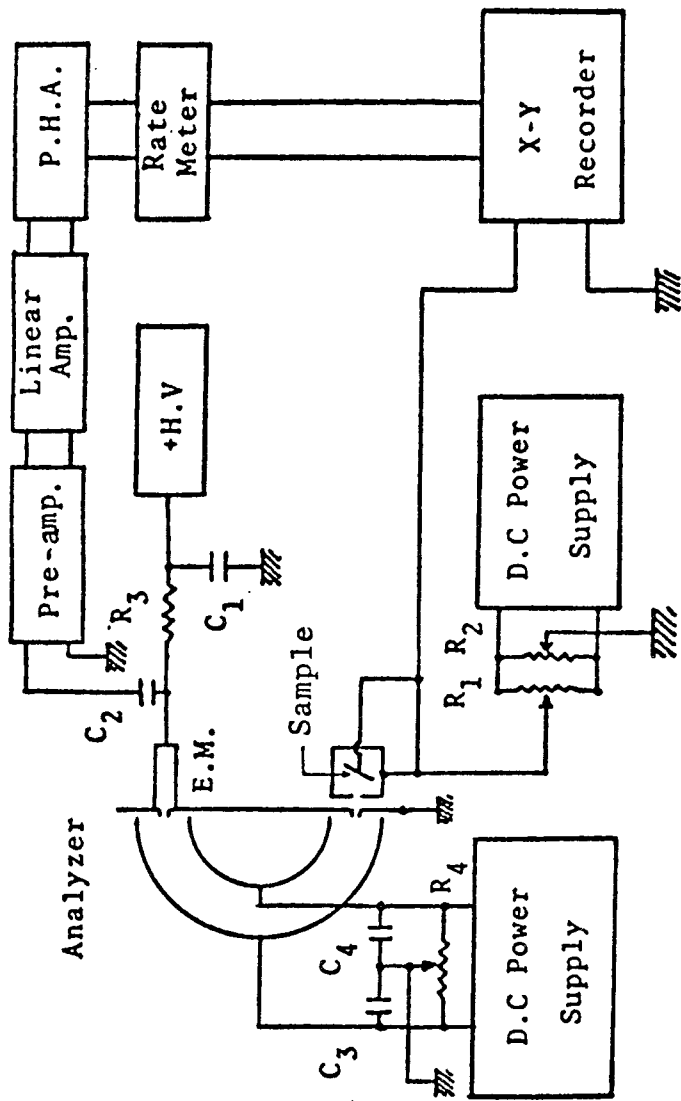 Analyzer
Pre-amp.
Linear
Amp.
P.H.A.
Rate
Meter
C2
R3
+H.V
C1
E.M.
Sample
X-Y
Recorder
R1
R2
D.C Power
Supply
C3
C4
R4
D.C Power
Supply